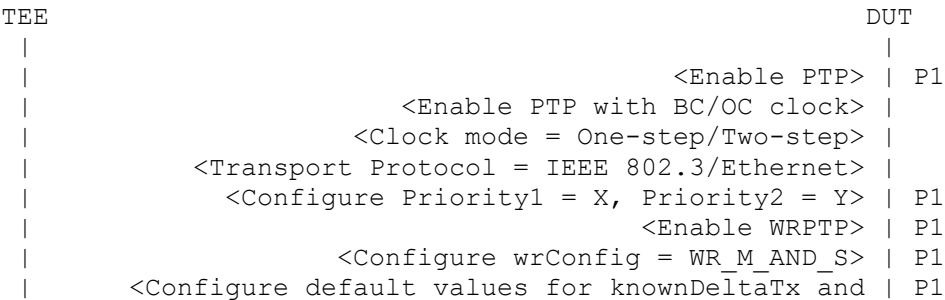 TEE DUT
| |
| <Enable PTP> | P1
| <Enable PTP with BC/OC clock> |
| <Clock mode = One-step/Two-step> |
| <Transport Protocol = IEEE 802.3/Ethernet> |
| <Configure Priority1 = X, Priority2 = Y> | P1
| <Enable WRPTP> | P1
| <Configure wrConfig = WR_M_AND_S> | P1
| <Configure default values for knownDeltaTx and | P1